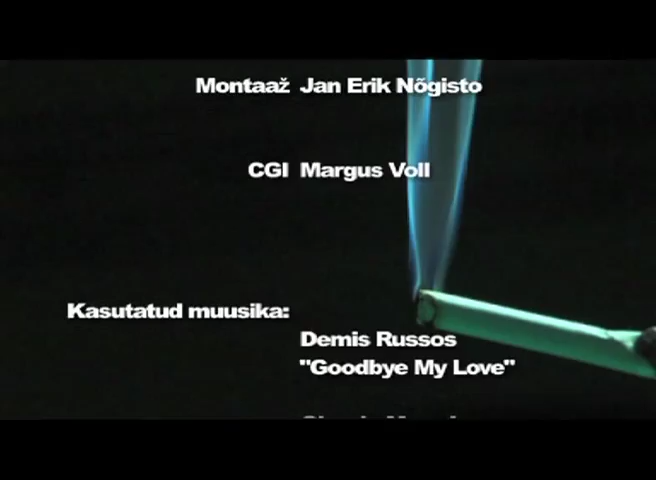 Montaaž Jan Erik Nõgisto
CGI Margus Voll
Kasutatud muusika:
Demis Russos
"Goodbye My Love"